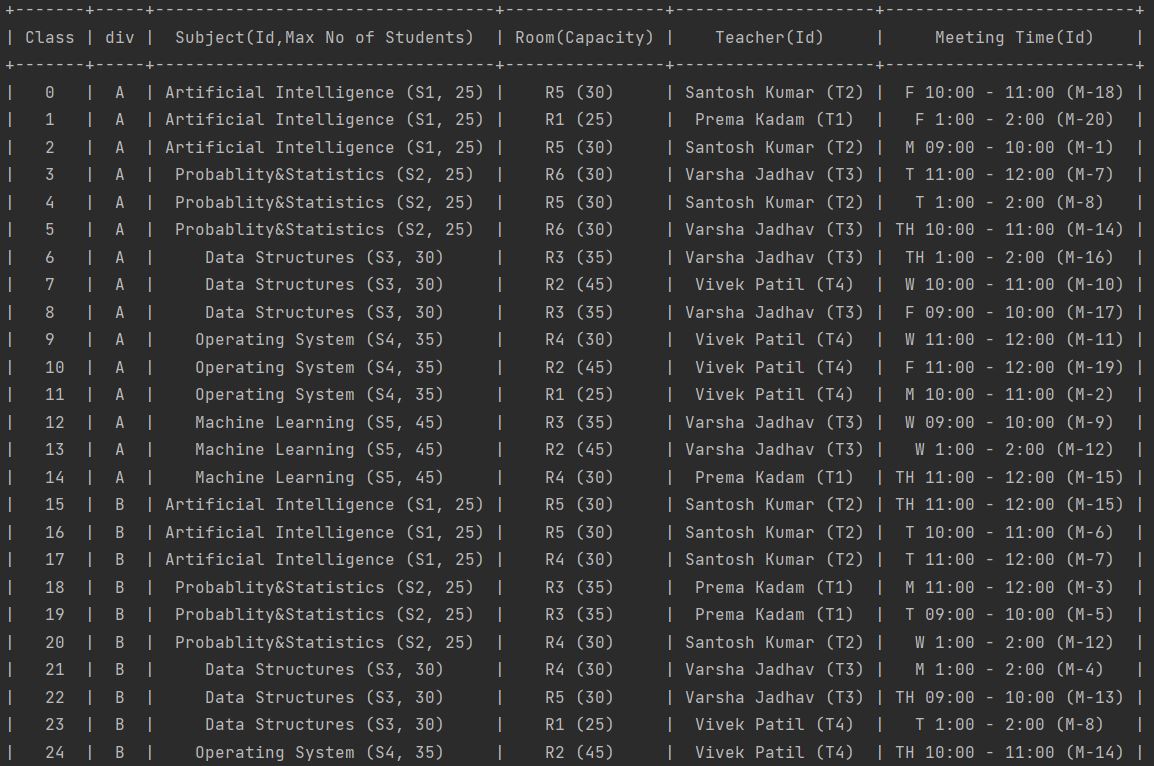 +-------+-----+----------------------------------+----------------+--------------------+-------------------------+
| Class | div |  Subject(Id,Max No of Students)  | Room(Capacity) |    Teacher(Id)     |     Meeting Time(Id)    |
+-------+-----+----------------------------------+----------------+--------------------+-------------------------+
|   0   |  A  | Artificial Intelligence (S1, 25) |    R5 (30)     | Santosh Kumar (T2) |  F 10:00 - 11:00 (M-18) |
|   1   |  A  | Artificial Intelligence (S1, 25) |    R1 (25)     |  Prema Kadam (T1)  |   F 1:00 - 2:00 (M-20)  |
|   2   |  A  | Artificial Intelligence (S1, 25) |    R5 (30)     | Santosh Kumar (T2) |  M 09:00 - 10:00 (M-1)  |
|   3   |  A  |  Probablity&Statistics (S2, 25)  |    R6 (30)     | Varsha Jadhav (T3) |  T 11:00 - 12:00 (M-7)  |
|   4   |  A  |  Probablity&Statistics (S2, 25)  |    R5 (30)     | Santosh Kumar (T2) |   T 1:00 - 2:00 (M-8)   |
|   5   |  A  |  Probablity&Statistics (S2, 25)  |    R6 (30)     | Varsha Jadhav (T3) | TH 10:00 - 11:00 (M-14) |
|   6   |  A  |     Data Structures (S3, 30)     |    R3 (35)     | Varsha Jadhav (T3) |  TH 1:00 - 2:00 (M-16)  |
|   7   |  A  |     Data Structures (S3, 30)     |    R2 (45)     |  Vivek Patil (T4)  |  W 10:00 - 11:00 (M-10) |
|   8   |  A  |     Data Structures (S3, 30)     |    R3 (35)     | Varsha Jadhav (T3) |  F 09:00 - 10:00 (M-17) |
|   9   |  A  |    Operating System (S4, 35)     |    R4 (30)     |  Vivek Patil (T4)  |  W 11:00 - 12:00 (M-11) |
|   10  |  A  |    Operating System (S4, 35)     |    R2 (45)     |  Vivek Patil (T4)  |  F 11:00 - 12:00 (M-19) |
|   11  |  A  |    Operating System (S4, 35)     |    R1 (25)     |  Vivek Patil (T4)  |  M 10:00 - 11:00 (M-2)  |
|   12  |  A  |    Machine Learning (S5, 45)     |    R3 (35)     | Varsha Jadhav (T3) |  W 09:00 - 10:00 (M-9)  |
|   13  |  A  |    Machine Learning (S5, 45)     |    R2 (45)     | Varsha Jadhav (T3) |   W 1:00 - 2:00 (M-12)  |
|   14  |  A  |    Machine Learning (S5, 45)     |    R4 (30)     |  Prema Kadam (T1)  | TH 11:00 - 12:00 (M-15) |
|   15  |  B  | Artificial Intelligence (S1, 25) |    R5 (30)     | Santosh Kumar (T2) | TH 11:00 - 12:00 (M-15) |
|   16  |  B  | Artificial Intelligence (S1, 25) |    R5 (30)     | Santosh Kumar (T2) |  T 10:00 - 11:00 (M-6)  |
|   17  |  B  | Artificial Intelligence (S1, 25) |    R4 (30)     | Santosh Kumar (T2) |  T 11:00 - 12:00 (M-7)  |
|   18  |  B  |  Probablity&Statistics (S2, 25)  |    R3 (35)     |  Prema Kadam (T1)  |  M 11:00 - 12:00 (M-3)  |
|   19  |  B  |  Probablity&Statistics (S2, 25)  |    R3 (35)     |  Prema Kadam (T1)  |  T 09:00 - 10:00 (M-5)  |
|   20  |  B  |  Probablity&Statistics (S2, 25)  |    R4 (30)     | Santosh Kumar (T2) |   W 1:00 - 2:00 (M-12)  |
|   21  |  B  |     Data Structures (S3, 30)     |    R4 (30)     | Varsha Jadhav (T3) |   M 1:00 - 2:00 (M-4)   |
|   22  |  B  |     Data Structures (S3, 30)     |    R5 (30)     | Varsha Jadhav (T3) | TH 09:00 - 10:00 (M-13) |
|   23  |  B  |     Data Structures (S3, 30)     |    R1 (25)     |  Vivek Patil (T4)  |   T 1:00 - 2:00 (M-8)   |
|   24  |  B  |    Operating System (S4, 35)     |    R2 (45)     |  Vivek Patil (T4)  | TH 10:00 - 11:00 (M-14) |